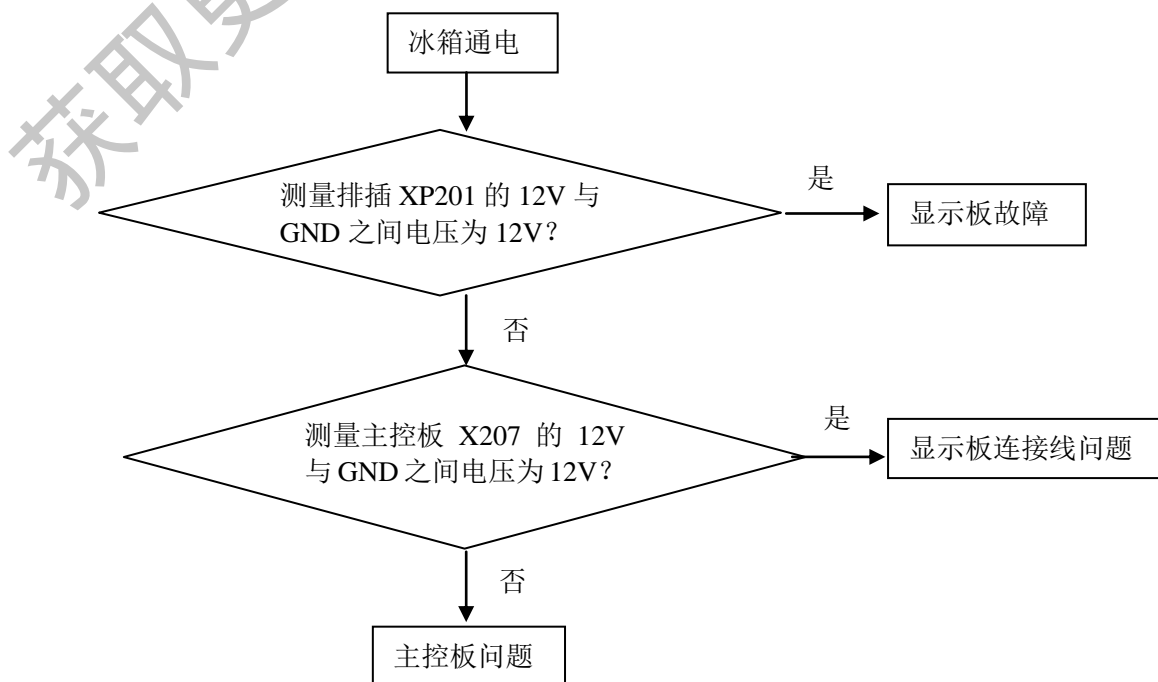 获取
冰箱通电
测量排插 XP201 的 12V 与
GND 之间电压为 12V？
是
显示板故障
否
测量主控板 X207 的 12V
与 GND 之间电压为 12V？
是
显示板连接线问题
否
主控板问题